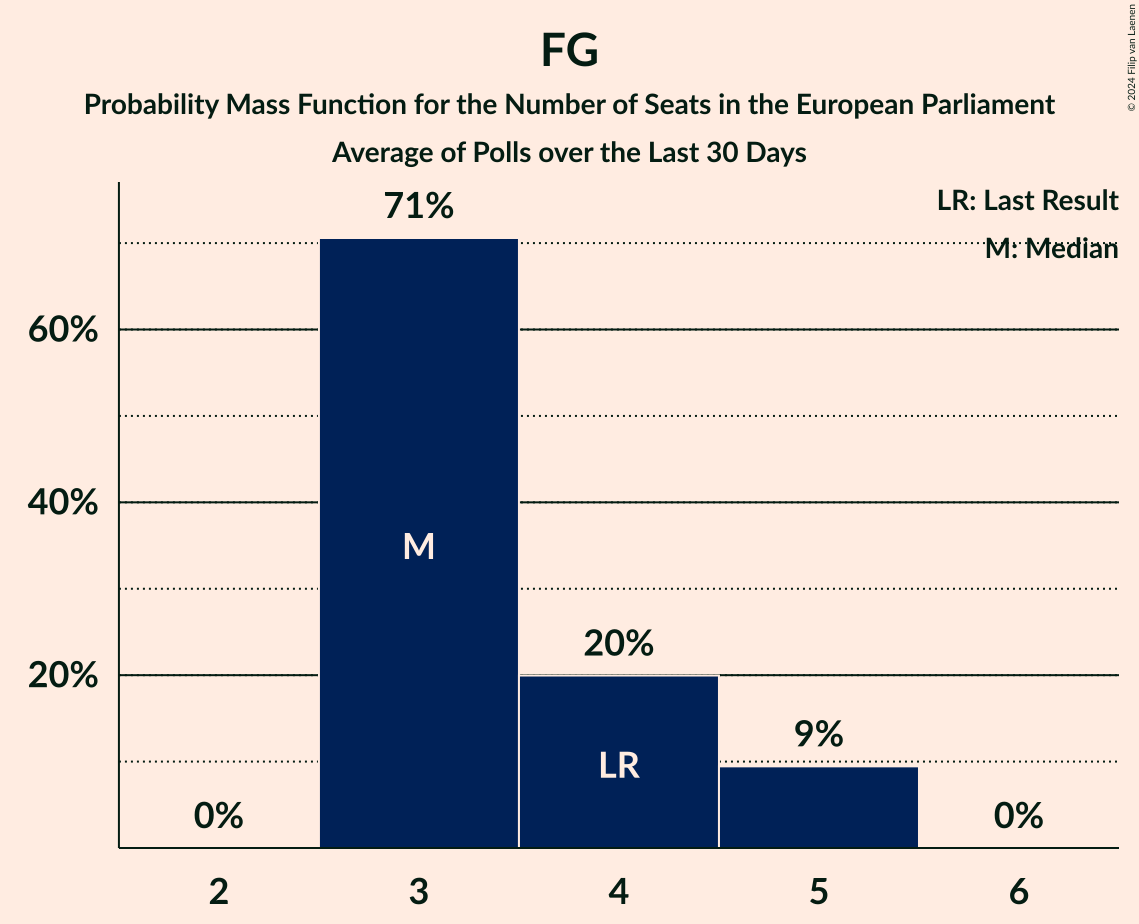 FG
Probability Mass Function for the Number of Seats in the European Parliament
Average of Polls over the Last 30 Days
© 2024 Filip van Laenen
LR: Last Result
M: Median
71%
60%
40%
M
20%
20%
LR
9%
0%
0%
2
3
4
5
6